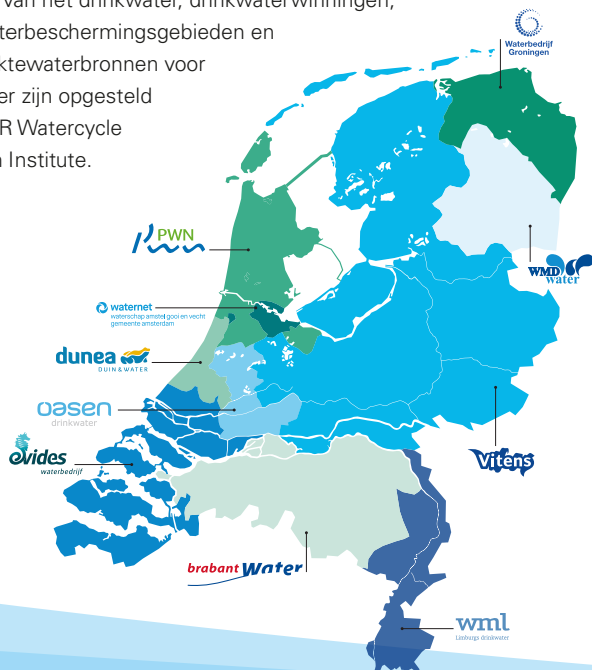 van het drinkwater, drinkwaterwinningen,
terbeschermingsgebieden en
ktewaterbronnen voor
er zijn opgesteld
R Watercycle
Institute.
Waterbedrijf
Groningen
PWN
WMD
water
waternet
waterschap amstel gooi en vecht
gemeente amsterdam
dunea
DUIN & WATER
oasen
drinkwater
evides
waterbedrijf
Vitens
brabant Water
wml
Limburgs drinkwater